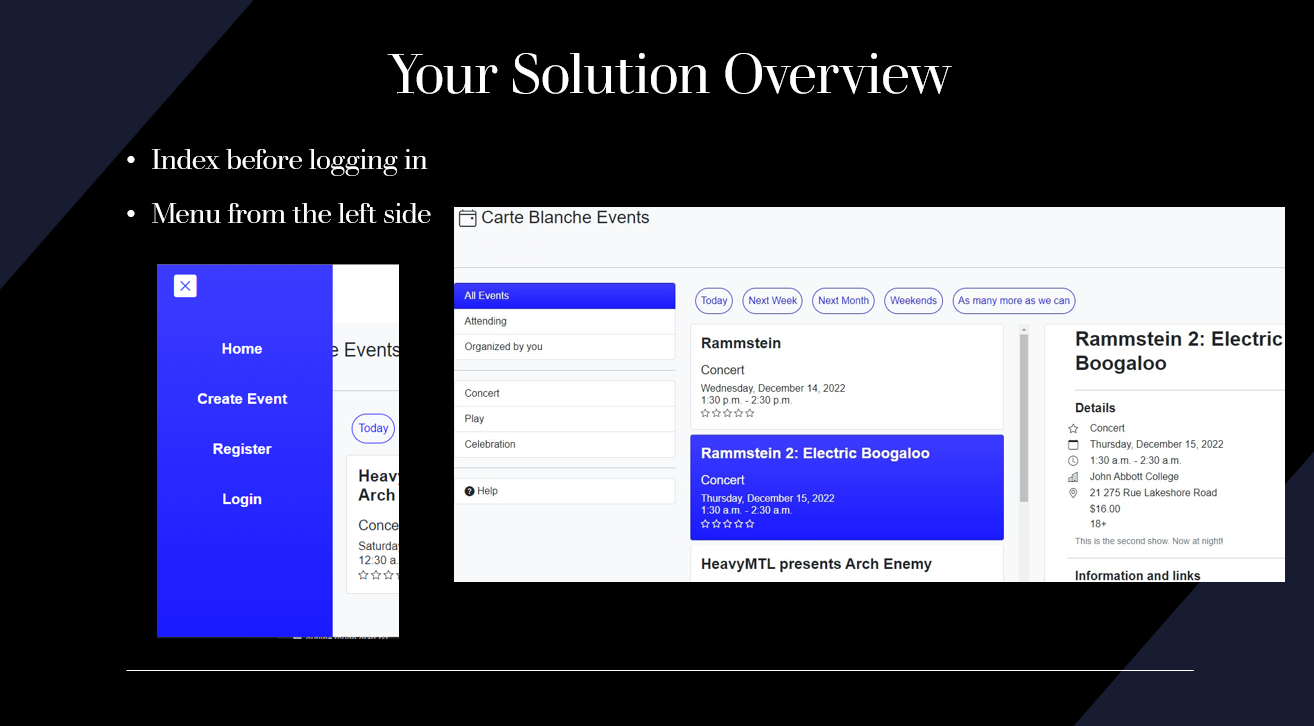 Your Solution Overview
• Index before logging in
• Menu from the left side
Home
Create Event
Register
Login
e Events
Today
Heav
Arch
Conce
Saturda
12:30 a.
Carte Blanche Events
All Events
Attending
Organized by you
Concert
Play
Celebration
Help
Today
Next Week
Next Month
Weekends
As many more as we can
Rammstein
Concert
Wednesday, December 14, 2022
1:30 p.m. - 2:30 p.m.
Rammstein 2: Electric Boogaloo
Concert
Thursday, December 15, 2022
1:30 a.m. - 2:30 a.m.
HeavyMTL presents Arch Enemy
Rammstein 2: Electric
Boogaloo
Details
Concert
Thursday, December 15, 2022
1:30 a.m. - 2:30 a.m.
John Abbott College
21 275 Rue Lakeshore Road
$16.00
18+
This is the second show. Now at night!
Information and links